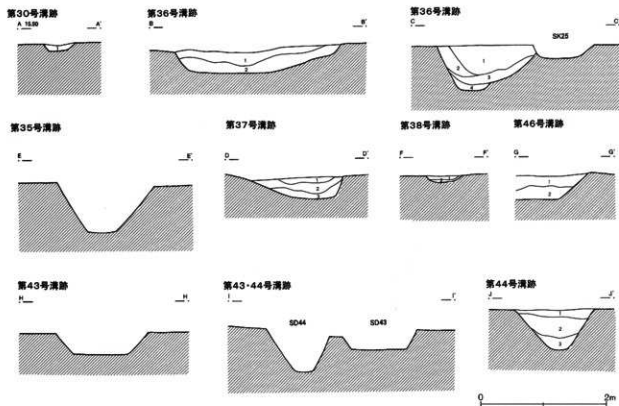 第30号溝跡
A 15.00 A'
1
第36号溝跡
B B'
1
2
第36号溝跡
C C'
SK25
1
2
3
4
第35号溝跡
E E'
第37号溝跡
D D'
1
2
3
第38号溝跡
F F'
1
2
第46号溝跡
G G'
1
2
第43号溝跡
H H'
第43・44号溝跡
I I'
SD44 SD43
第44号溝跡
J J'
1
2
3
0 2m